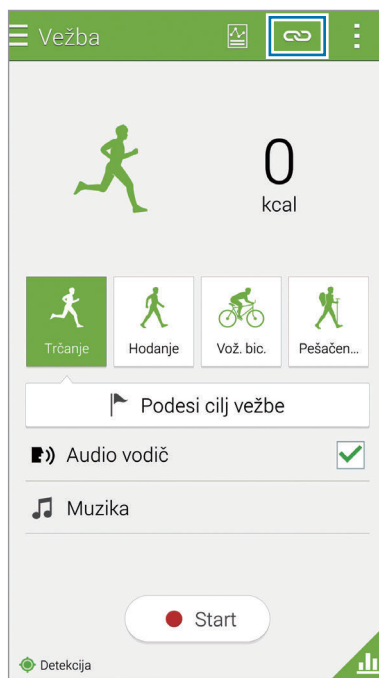 Vežba
0
kcal
Trčanje
Hodanje
Vož. bic.
Pešačen...
Podesi cilj vežbe
Audio vodič
Muzika
Start
Detekcija